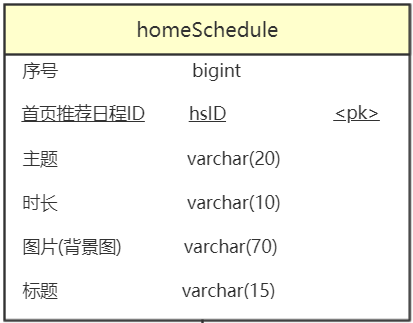 homeSchedule
序号 bigint
首页推荐日程ID hsID <pk>
主题 varchar(20)
时长 varchar(10)
图片(背景图) varchar(70)
标题 varchar(15)